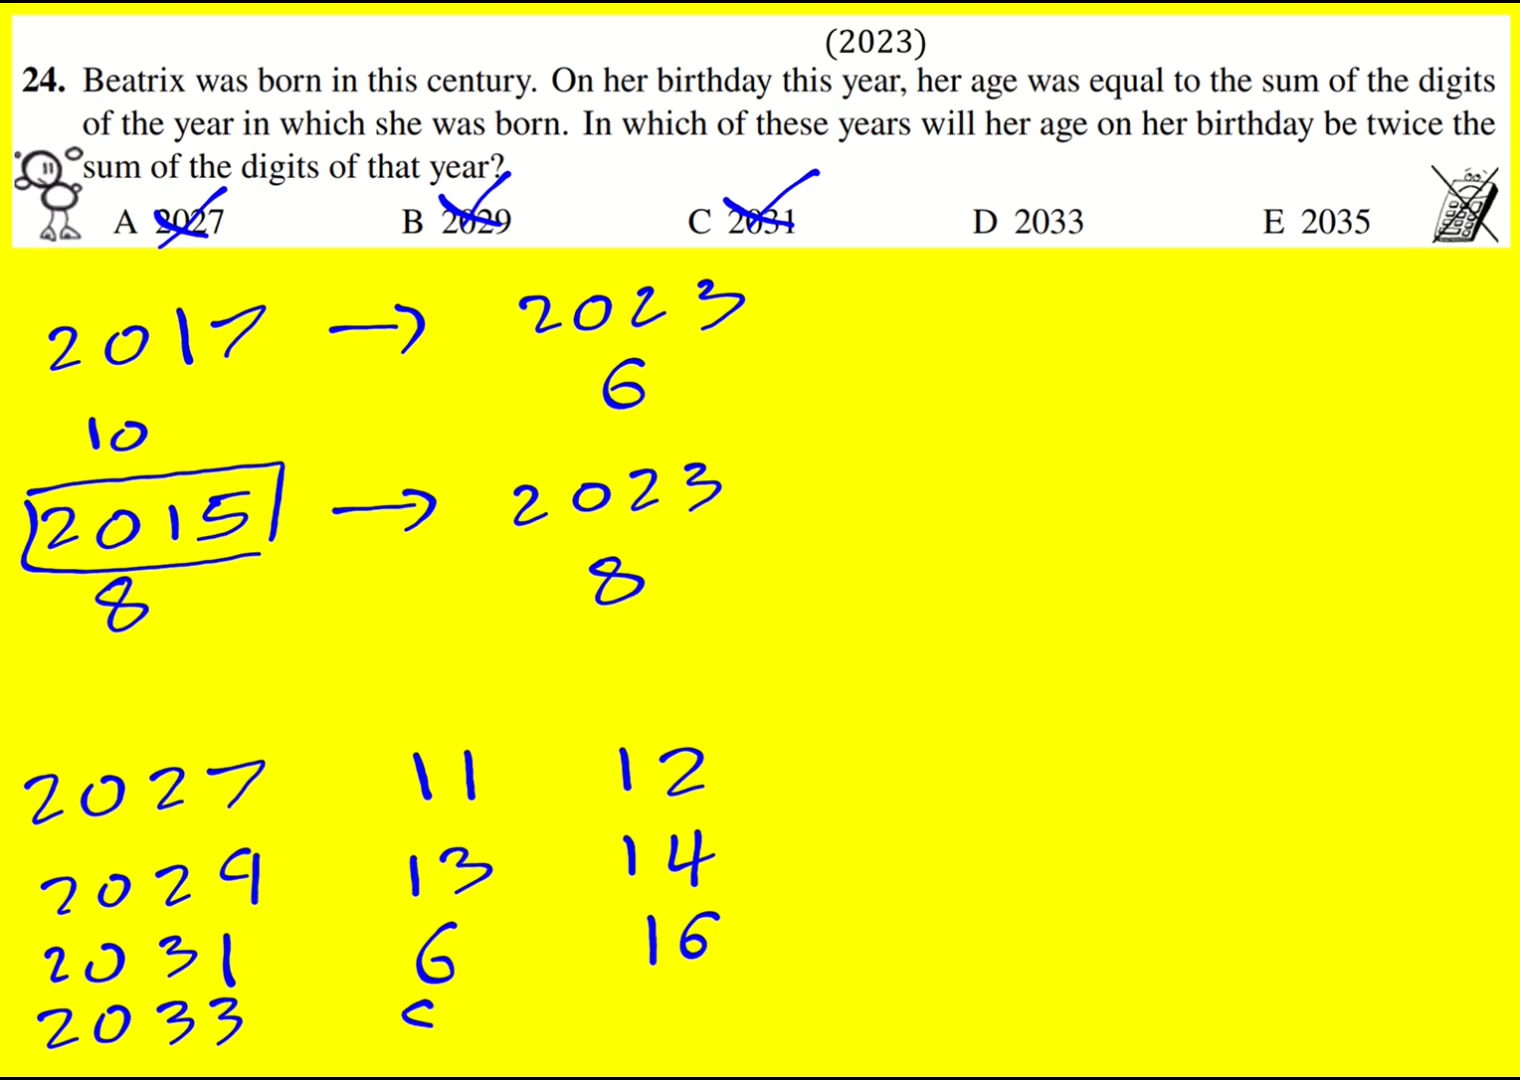 (2023)
24. Beatrix was born in this century. On her birthday this year, her age was equal to the sum of the digits
of the year in which she was born. In which of these years will her age on her birthday be twice the
sum of the digits of that year?
A 2027 B 2029 C 2031 D 2033 E 2035
2017 → 2023
6
10
2015 → 2023
8 8
2027 11 12
2029 13 14
2031 6 16
2033